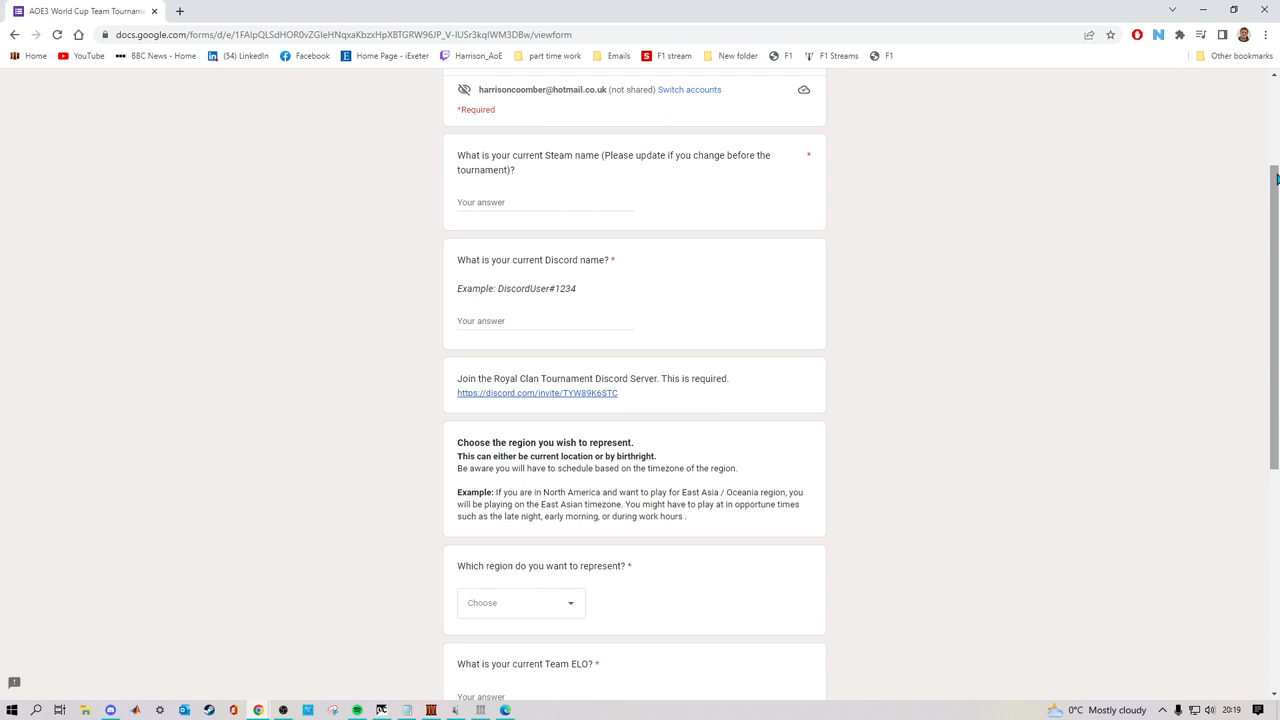 AOE3 World Cup Team Tournam
docs.google.com/forms/d/e/1FAIpQLSdHOR0vZGleHNqxaKbzxHpXBTGRW96JP_V-IUSr3kqIWM3DBw/viewform
Home
YouTube
BBC News - Home
(54) LinkedIn
Facebook
Home Page - iExeter
Harrison_AoE
part time work
Emails
F1 stream
New folder
F1
F1 Streams
F1
Other bookmarks
harrisoncoomber@hotmail.co.uk (not shared) Switch accounts
*Required
What is your current Steam name (Please update if you change before the *
tournament)?
Your answer
What is your current Discord name? *
Example: DiscordUser#1234
Your answer
Join the Royal Clan Tournament Discord Server. This is required.
https://discord.com/invite/TYW89K6STC
Choose the region you wish to represent.
This can either be current location or by birthright.
Be aware you will have to schedule based on the timezone of the region.
Example: If you are in North America and want to play for East Asia / Oceania region, you
will be playing on the East Asian timezone. You might have to play at in opportune times
such as the late night, early morning, or during work hours .
Which region do you want to represent? *
Choose
What is your current Team ELO? *
Your answer
0°C Mostly cloudy
20:19